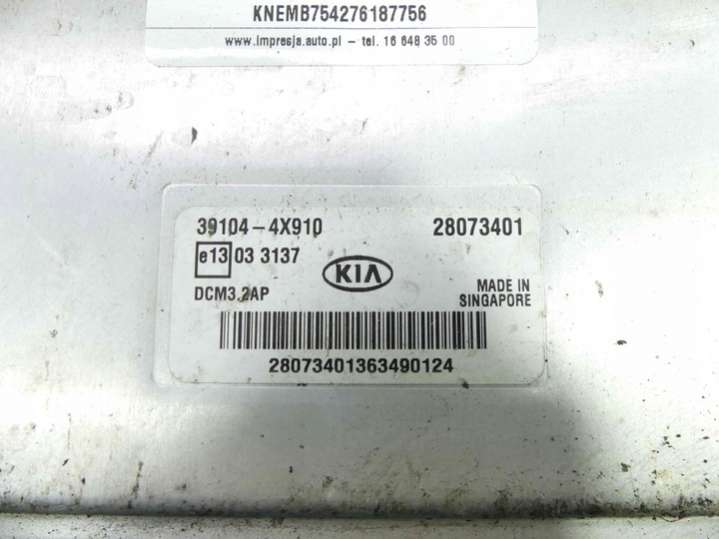 KNEMB754276187756
www.impresja.auto.pl - tel. 16 648 35 00
39104-4X910 28073401
e13 03 3137
KIA
DCM3.2AP
MADE IN
SINGAPORE
28073401363490124